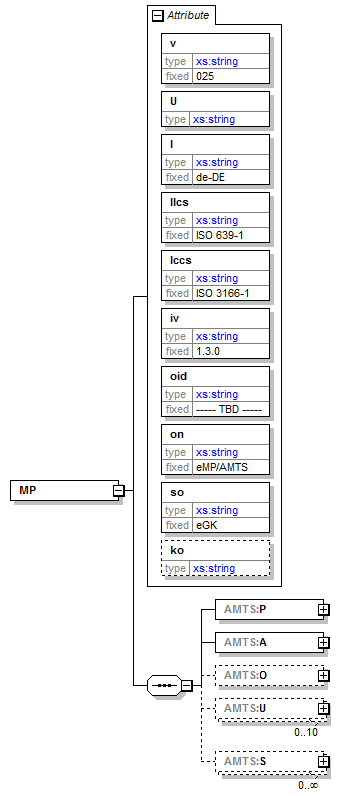 Attribute
v
type xs:string
fixed 025
U
type xs:string
l
type xs:string
fixed de-DE
llcs
type xs:string
fixed ISO 639-1
lccs
type xs:string
fixed ISO 3166-1
iv
type xs:string
fixed 1.3.0
oid
type xs:string
fixed ----- TBD -----
on
type xs:string
fixed eMP/AMTS
so
type xs:string
fixed eGK
ko
type xs:string
MP
AMTS:P
AMTS:A
AMTS:O
AMTS:U
0..10
AMTS:S
0..∞